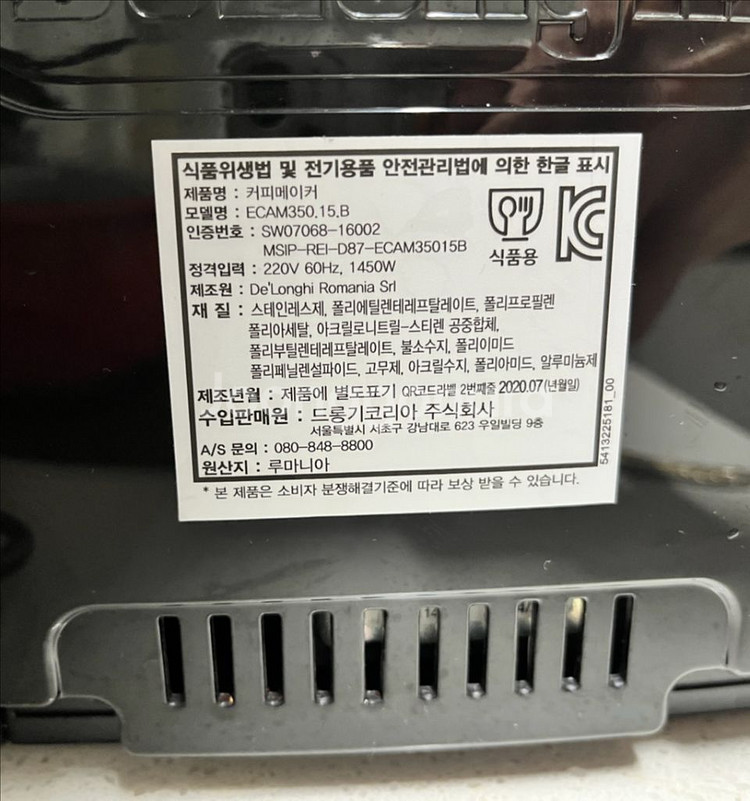 De'Longhi
식품위생법 및 전기용품 안전관리법에 의한 한글 표시
제품명 : 커피메이커
모델명 : ECAM350.15.B
인증번호 : SW07068-16002
MSIP-REI-D87-ECAM35015B
식품용
정격입력 : 220V 60Hz, 1450W
제조원 : De'Longhi Romania Srl
재 질 : 스테인레스제, 폴리에틸렌테레프탈레이트, 폴리프로필렌
폴리아세탈, 아크릴로니트릴-스티렌 공중합체,
폴리부틸렌테레프탈레이트, 불소수지, 폴리이미드
폴리페닐렌설파이드, 고무제, 아크릴수지, 폴리아미드, 알루미늄제
제조년월 : 제품에 별도표기 QR코드라벨 2번째줄 2020.07(년월일)
수입판매원 : 드롱기코리아 주식회사
서울특별시 서초구 강남대로 623 우일빌딩 9층
A/S 문의 : 080-848-8800
원산지 : 루마니아
5413225181_00
* 본 제품은 소비자 분쟁해결기준에 따라 보상 받을 수 있습니다.